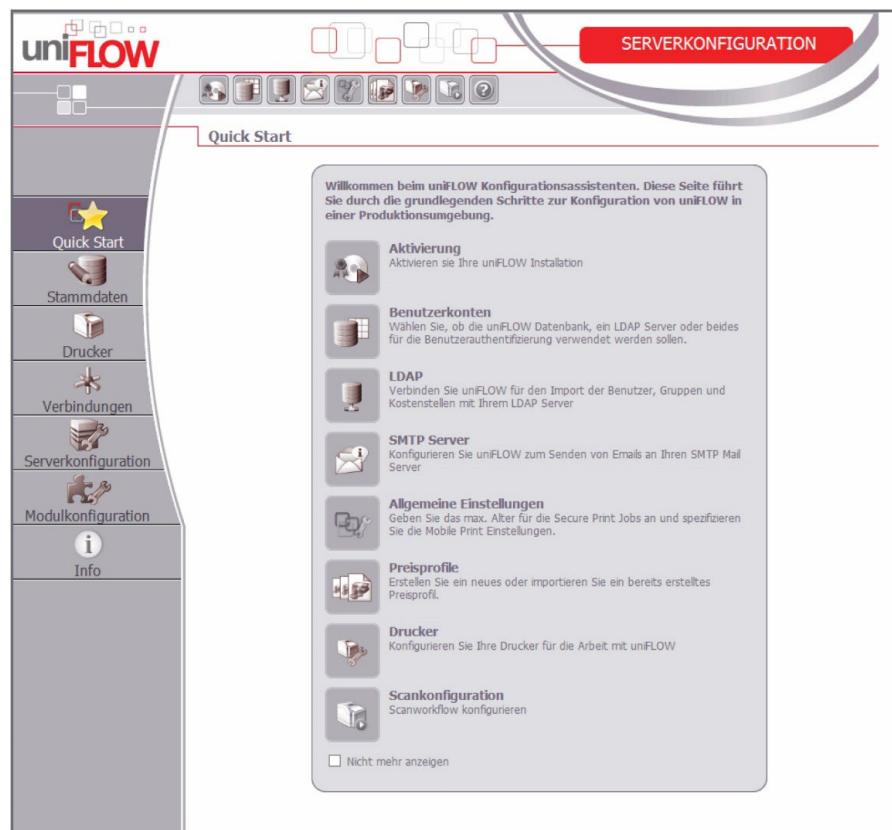 uniFLOW
SERVERKONFIGURATION
Quick Start
Willkommen beim uniFLOW Konfigurationsassistenten. Diese Seite führt
Sie durch die grundlegenden Schritte zur Konfiguration von uniFLOW in
einer Produktionsumgebung.
Aktivierung
Aktivieren sie Ihre uniFLOW Installation
Benutzerkonten
Wählen Sie, ob die uniFLOW Datenbank, ein LDAP Server oder beides
für die Benutzerauthentifizierung verwendet werden sollen.
LDAP
Verbinden Sie uniFLOW für den Import der Benutzer, Gruppen und
Kostenstellen mit Ihrem LDAP Server
SMTP Server
Konfigurieren Sie uniFLOW zum Senden von Emails an Ihren SMTP Mail
Server
Allgemeine Einstellungen
Geben Sie das max. Alter für die Secure Print Jobs an und spezifizieren
Sie die Mobile Print Einstellungen.
Preisprofile
Erstellen Sie ein neues oder importieren Sie ein bereits erstelltes
Preisprofil.
Drucker
Konfigurieren Sie Ihre Drucker für die Arbeit mit uniFLOW
Scankonfiguration
Scanworkflow konfigurieren
Nicht mehr anzeigen
Quick Start
Stammdaten
Drucker
Verbindungen
Serverkonfiguration
Modulkonfiguration
Info